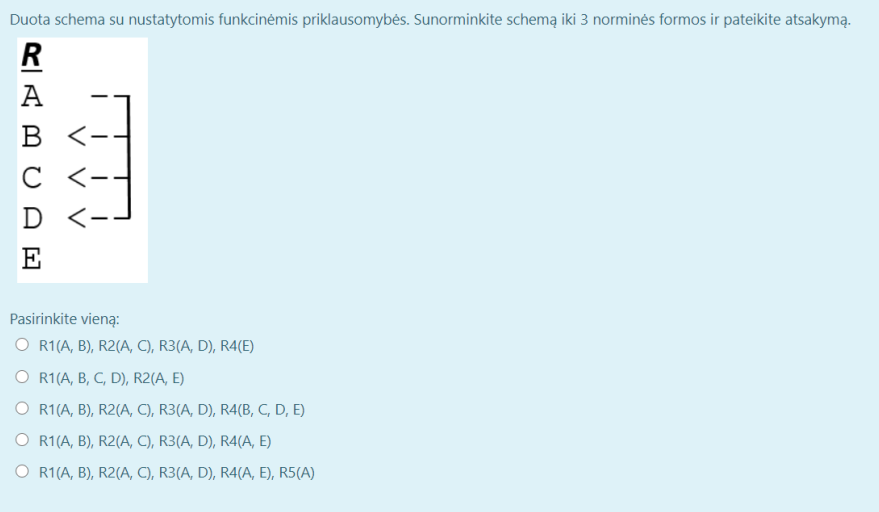 Duota schema su nustatytomis funkcinėmis priklausomybės. Sunorminkite schemą iki 3 norminės formos ir pateikite atsakymą.
R
A
B
C
D
E
Pasirinkite vieną:
R1(A, B), R2(A, C), R3(A, D), R4(E)
R1(A, B, C, D), R2(A, E)
R1(A, B), R2(A, C), R3(A, D), R4(B, C, D, E)
R1(A, B), R2(A, C), R3(A, D), R4(A, E)
R1(A, B), R2(A, C), R3(A, D), R4(A, E), R5(A)